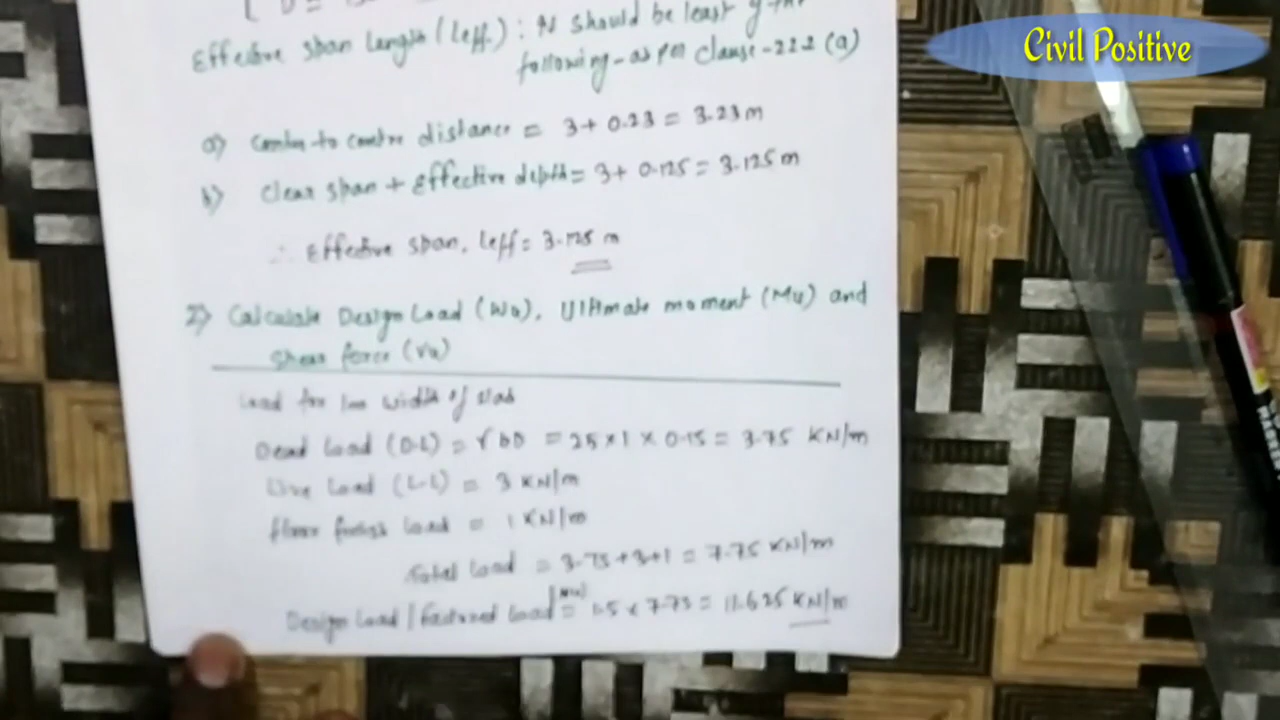 Civil Positive
Effective span length (leff.) : It should be least of the
following - as per clause - 22.2 (a)
a) Center to centre distance = 3 + 0.23 = 3.23 m
b) Clear span + Effective depth = 3 + 0.125 = 3.125 m
∴ Effective span, leff = 3.125 m
2) Calculate Design Load (Wu), Ultimate moment (Mu) and
Shear force (Vu)
Load for 1m width of slab
Dead Load (D.L) = γbD = 25 × 1 × 0.15 = 3.75 KN/m
Live Load (L.L) = 3 KN/m
floor finish load = 1 KN/m
Total Load = 3.75 + 3 + 1 = 7.75 KN/m
Design Load / factored load = 1.5 × 7.75 = 11.625 KN/m